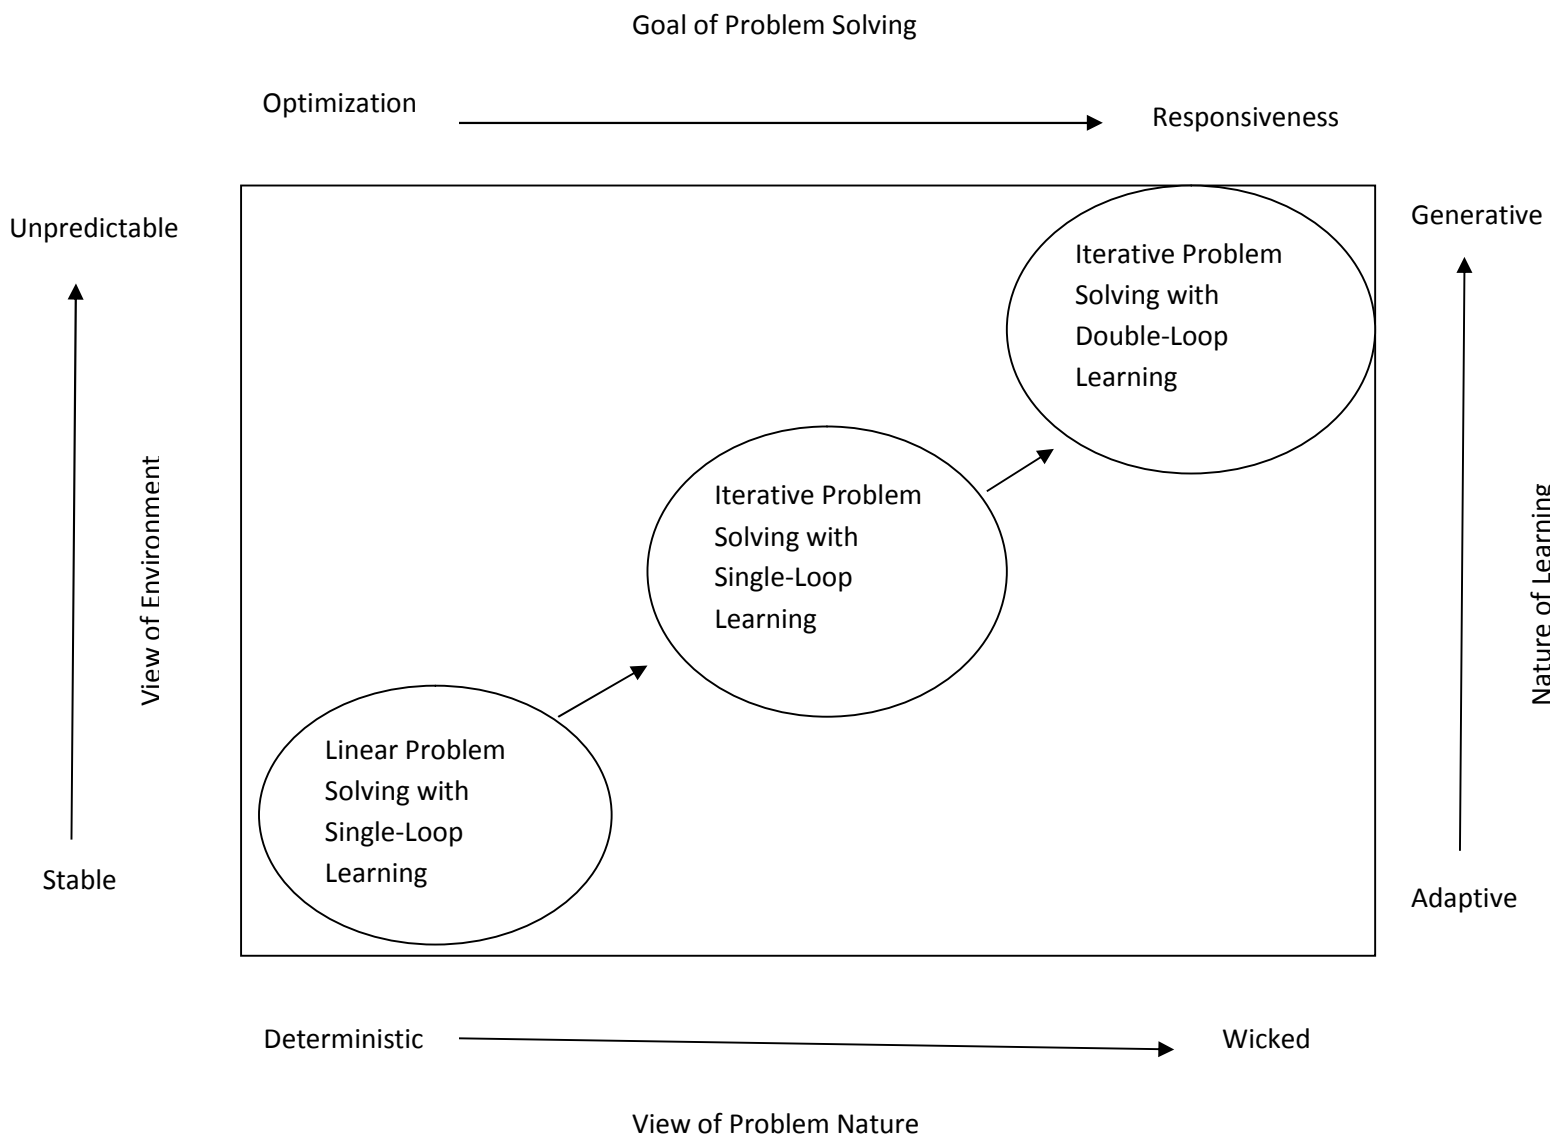 Goal of Problem Solving
Optimization
Responsiveness
Unpredictable
Generative
Iterative Problem
Solving with
Double-Loop
Learning
View of Environment
Iterative Problem
Solving with
Single-Loop
Learning
Nature of Learning
Linear Problem
Solving with
Single-Loop
Learning
Stable
Adaptive
Deterministic
Wicked
View of Problem Nature